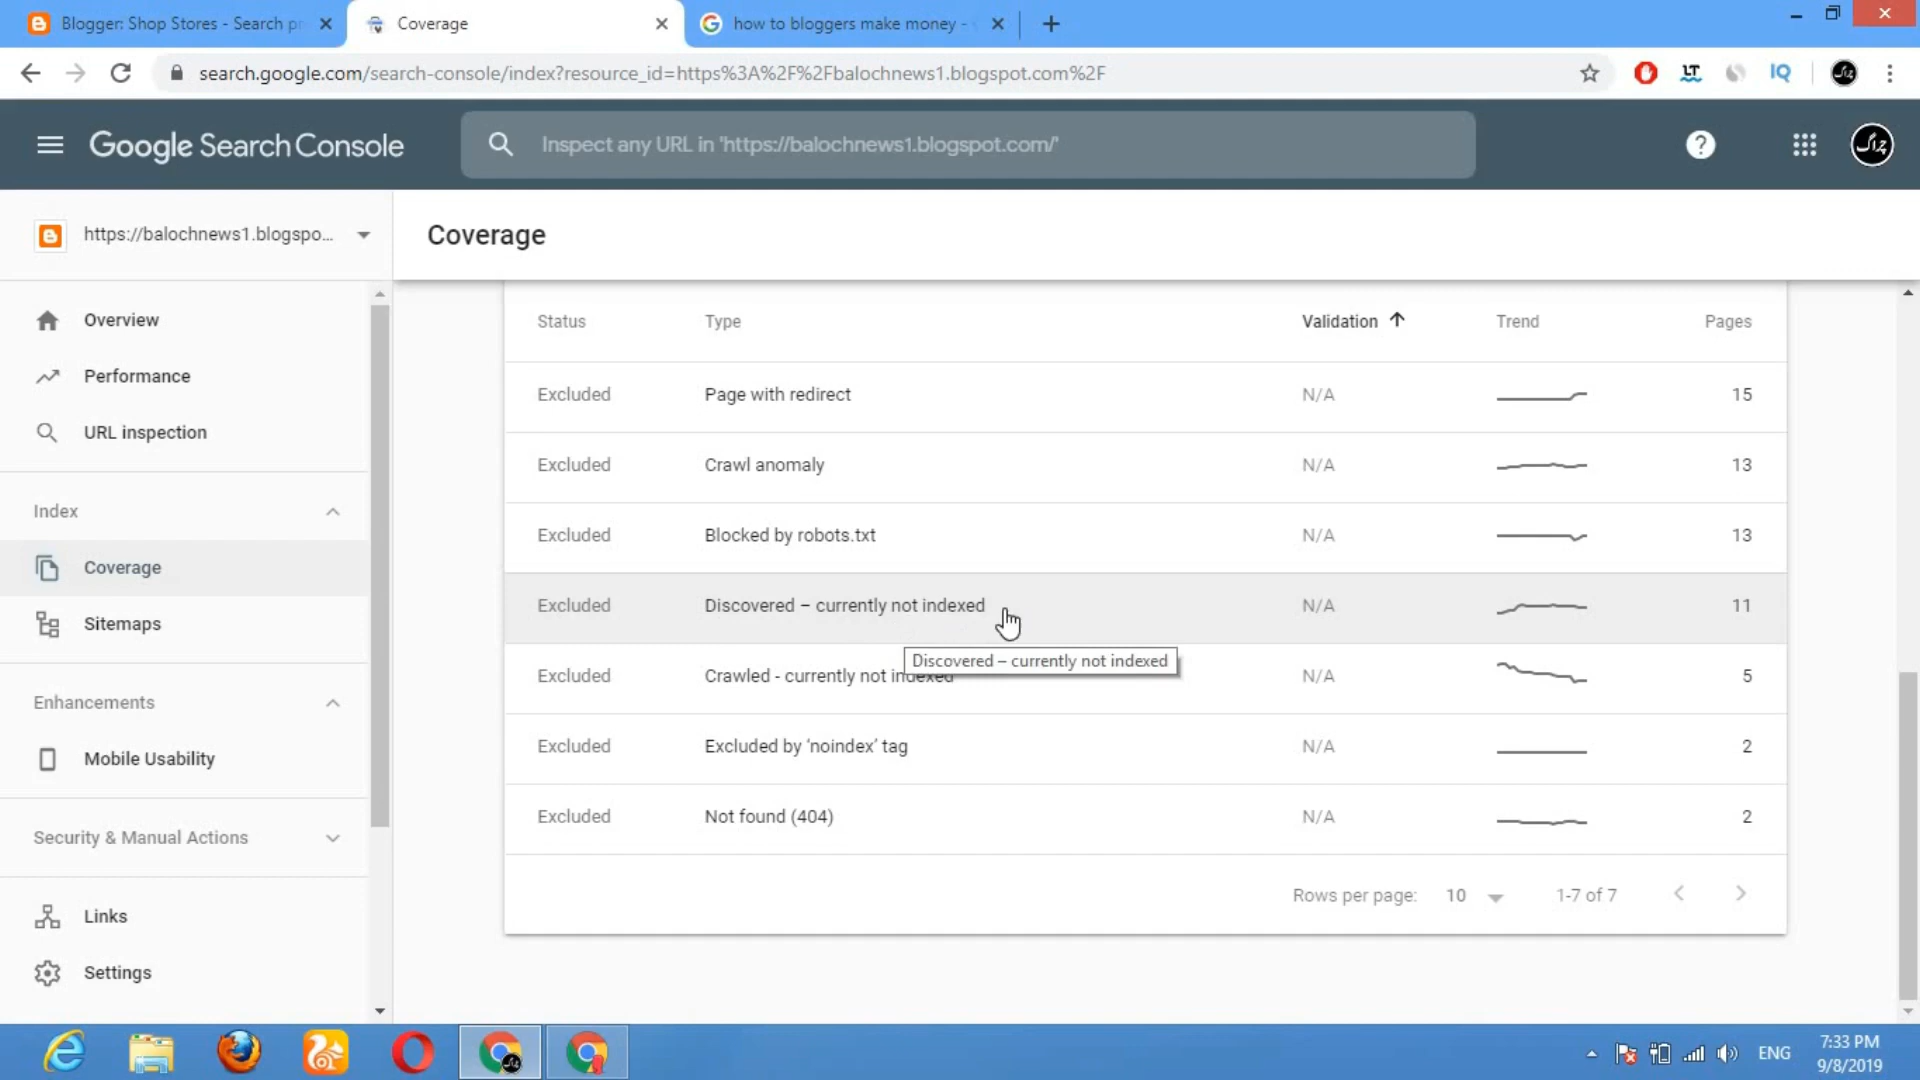 Blogger: Shop Stores - Search pr
Coverage
how to bloggers make money -
search.google.com/search-console/index?resource_id=https%3A%2F%2Fbalochnews1.blogspot.com%2F
LT
IQ
Google Search Console
Inspect any URL in 'https://balochnews1.blogspot.com/'
چراگ
https://balochnews1.blogspo...
Coverage
Overview
Performance
URL inspection
Index
Coverage
Sitemaps
Enhancements
Mobile Usability
Security & Manual Actions
Links
Settings
Status Type Validation Trend Pages
Excluded Page with redirect N/A 15
Excluded Crawl anomaly N/A 13
Excluded Blocked by robots.txt N/A 13
Excluded Discovered – currently not indexed N/A 11
Discovered – currently not indexed
Excluded Crawled - currently not indexed N/A 5
Excluded Excluded by ‘noindex’ tag N/A 2
Excluded Not found (404) N/A 2
Rows per page: 10 1-7 of 7
ENG
7:33 PM
9/8/2019